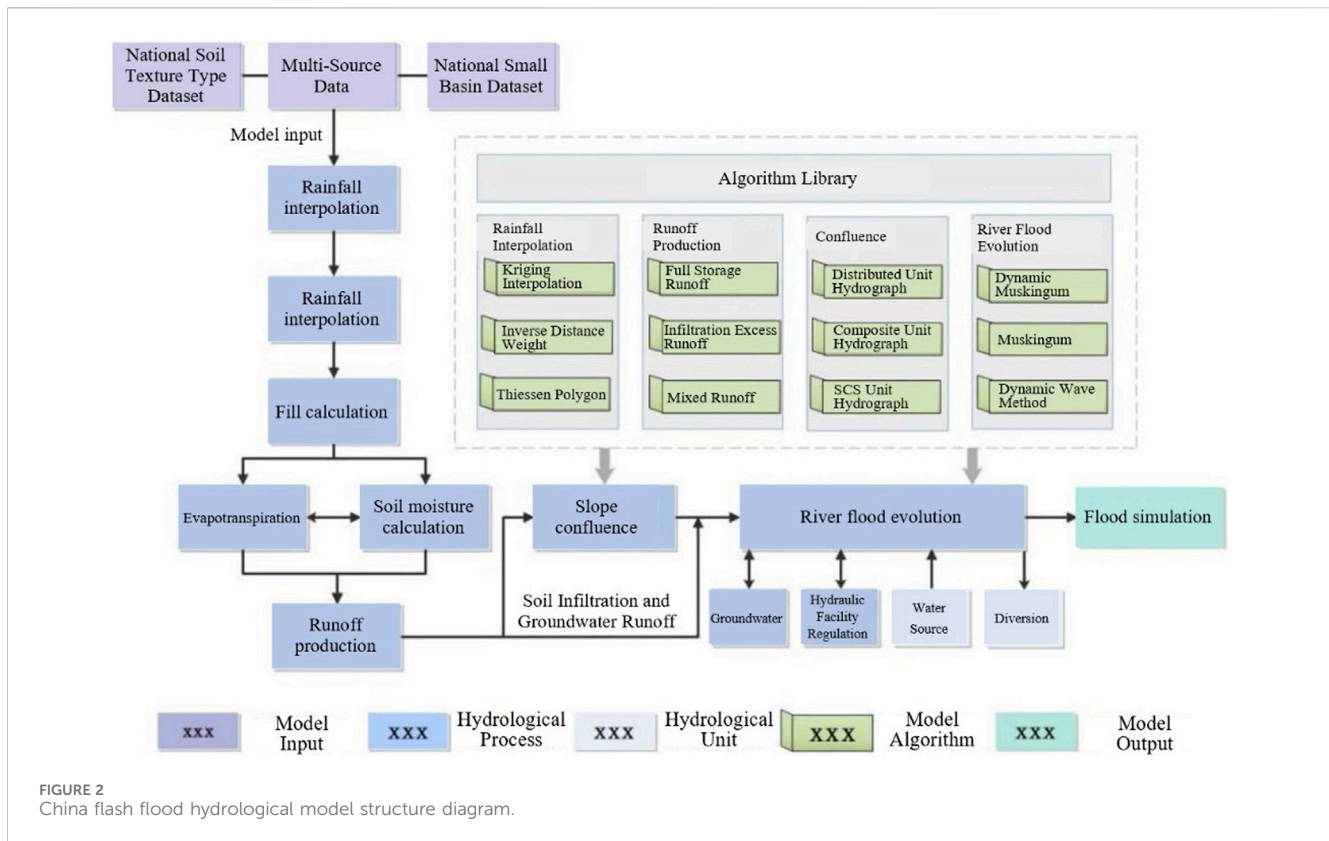 National Soil
Texture Type
Dataset
Multi-Source
Data
National Small
Basin Dataset
Model input
Rainfall
interpolation
Rainfall
interpolation
Fill calculation
Evapotranspiration
Soil moisture
calculation
Runoff
production
Algorithm Library
Rainfall
Interpolation
Kriging
Interpolation
Inverse Distance
Weight
Thiessen Polygon
Runoff
Production
Full Storage
Runoff
Infiltration Excess
Runoff
Mixed Runoff
Confluence
Distributed Unit
Hydrograph
Composite Unit
Hydrograph
SCS Unit
Hydrograph
River Flood
Evolution
Dynamic
Muskingum
Muskingum
Dynamic Wave
Method
Slope
confluence
Soil Infiltration and
Groundwater Runoff
River flood evolution
Flood simulation
Groundwater
Hydraulic
Facility
Regulation
Water
Source
Diversion
XXX
Model
Input
XXX
Hydrological
Process
XXX
Hydrological
Unit
XXX
Model
Algorithm
XXX
Model
Output
FIGURE 2
China flash flood hydrological model structure diagram.